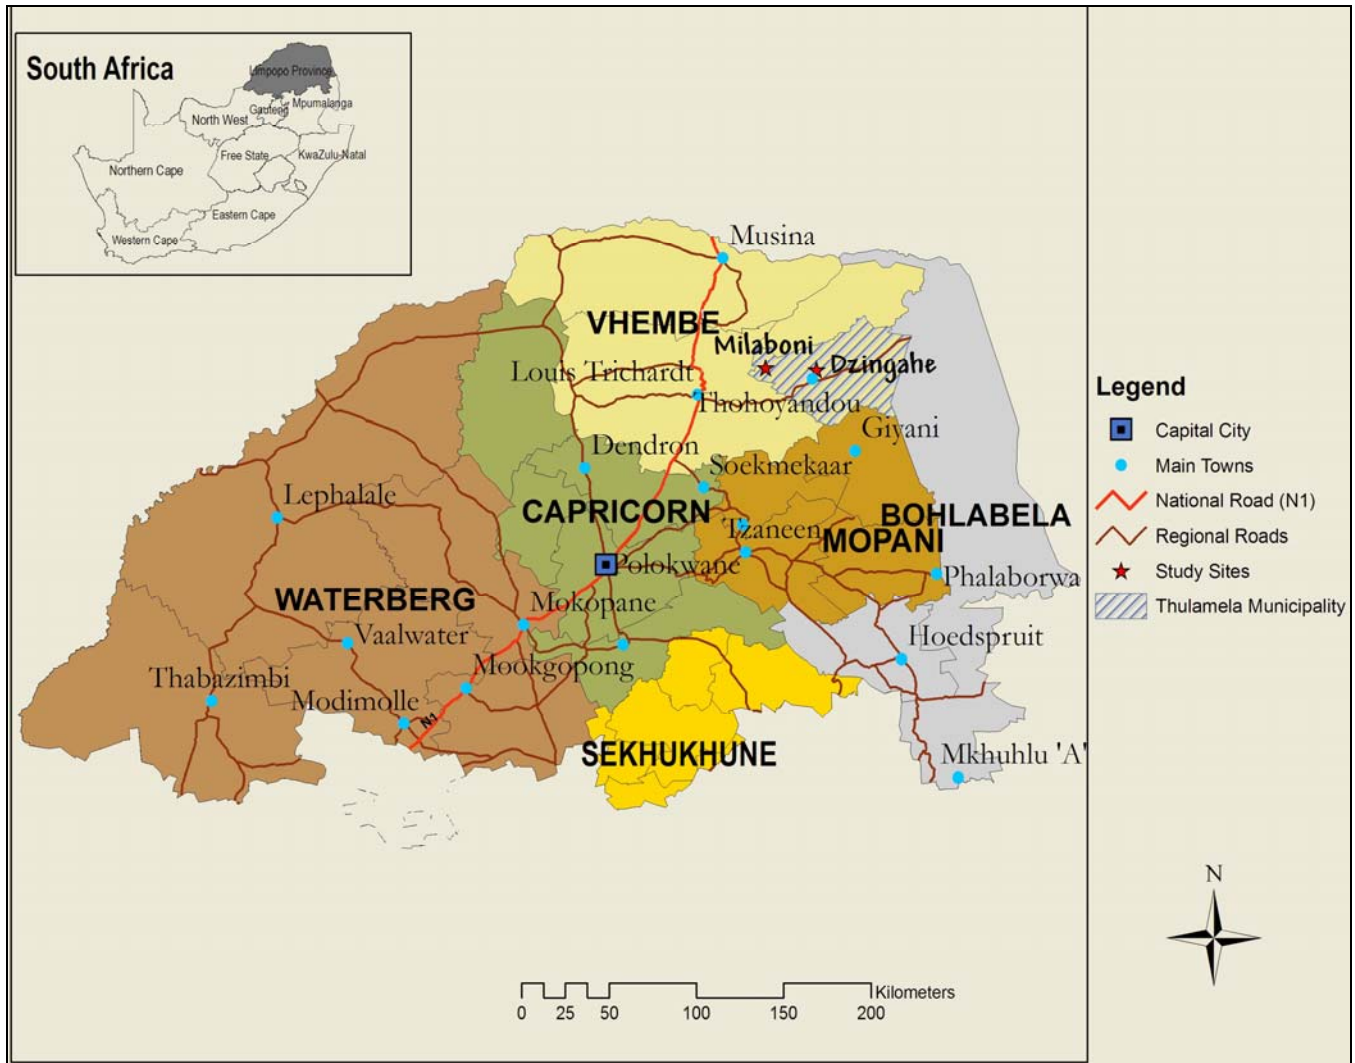 South Africa
Limpopo Province
North West
Gauteng
Mpumalanga
Free State
KwaZulu-Natal
Northern Cape
Eastern Cape
Western Cape
Musina
VHEMBE
Milaboni
Dzingahe
Louis Trichardt
Thohoyandou
Giyani
Dendron
Soekmekaar
Lephalale
CAPRICORN
Tzaneen
BOHLABELA
MOPANI
Polokwane
Phalaborwa
WATERBERG
Mokopane
Vaalwater
Hoedspruit
Mookgopong
Thabazimbi
Modimolle
N1
SEKHUKHUNE
Mkhuhlu 'A'
Legend
Capital City
Main Towns
National Road (N1)
Regional Roads
Study Sites
Thulamela Municipality
N
Kilometers
0 25 50 100 150 200